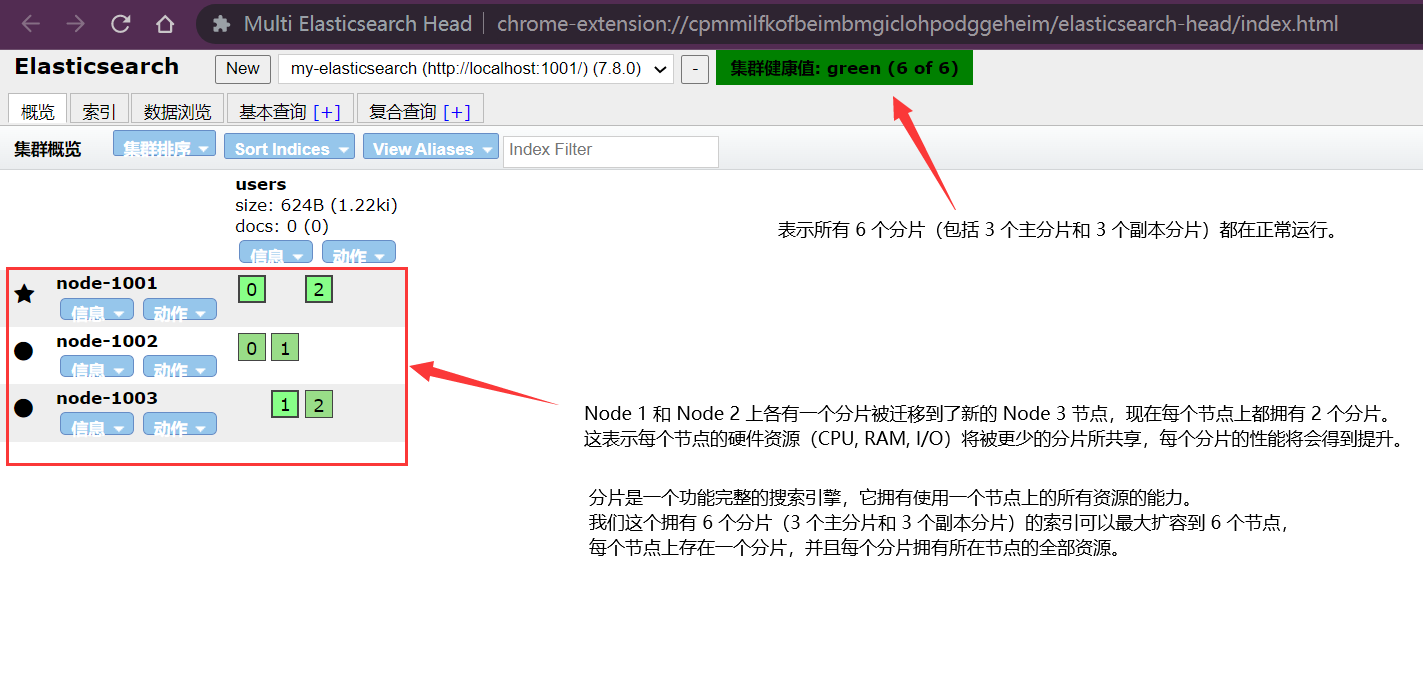 Multi Elasticsearch Head | chrome-extension://cpmmilfkofbeimbmgiclohpodggeheim/elasticsearch-head/index.html
Elasticsearch New my-elasticsearch (http://localhost:1001/) (7.8.0) - 集群健康值: green (6 of 6)
概览 索引 数据浏览 基本查询 [+] 复合查询 [+]
集群概览 集群排序 Sort Indices View Aliases Index Filter
users
size: 624B (1.22ki)
docs: 0 (0)
信息 动作
表示所有 6 个分片（包括 3 个主分片和 3 个副本分片）都在正常运行。
node-1001 0 2
信息 动作
node-1002 0 1
信息 动作
node-1003 1 2
信息 动作
Node 1 和 Node 2 上各有一个分片被迁移到了新的 Node 3 节点，现在每个节点上都拥有 2 个分片。
这表示每个节点的硬件资源（CPU, RAM, I/O）将被更少的分片所共享，每个分片的性能将会得到提升。
分片是一个功能完整的搜索引擎，它拥有使用一个节点上的所有资源的能力。
我们这个拥有 6 个分片（3 个主分片和 3 个副本分片）的索引可以最大扩容到 6 个节点，
每个节点上存在一个分片，并且每个分片拥有所在节点的全部资源。